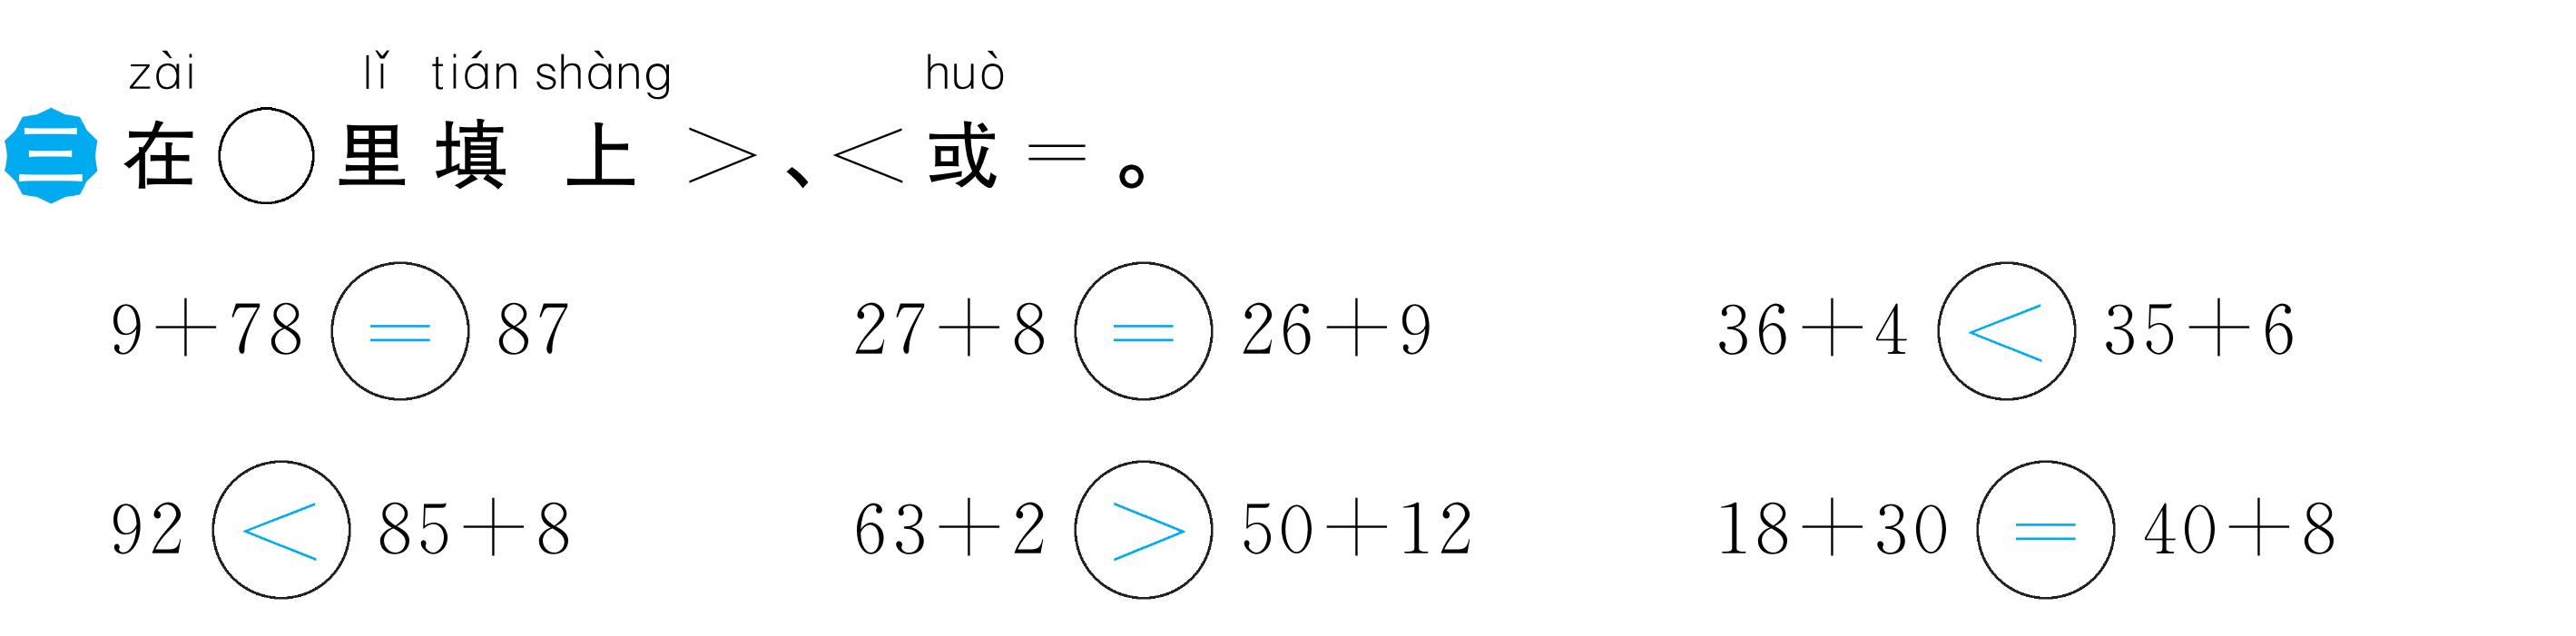 zài lǐ tián shàng huò
三 在○里填上 >、<或 = 。
9+78 = 87 27+8 = 26+9 36+4 < 35+6
92 < 85+8 63+2 > 50+12 18+30 = 40+8